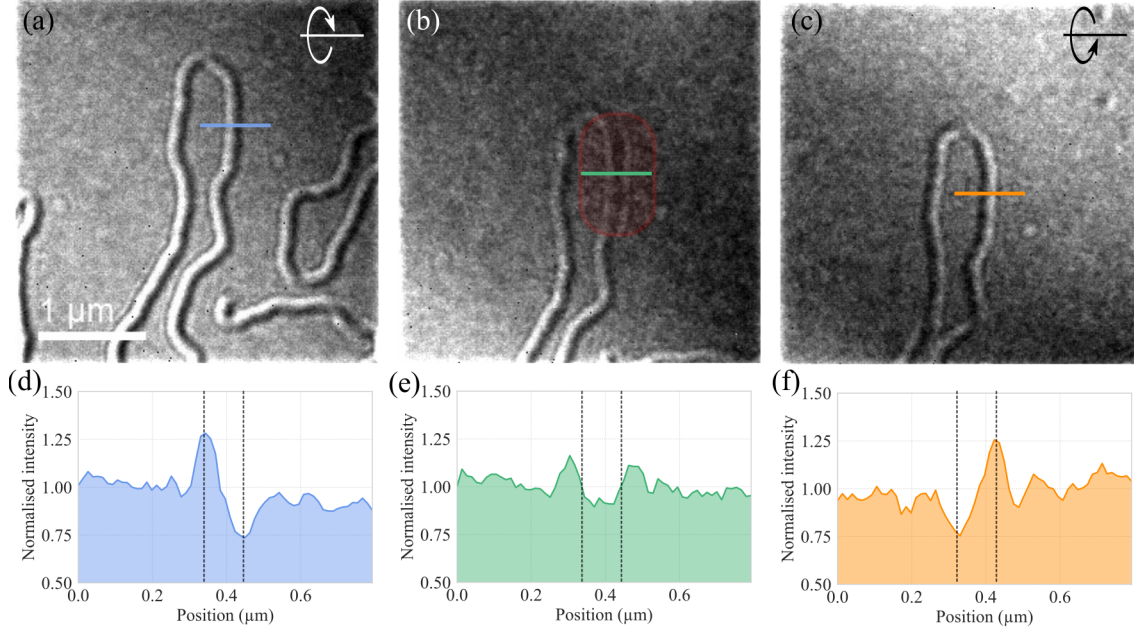 (a)
(b)
(c)
1 µm
(d)
(e)
(f)
1.50
1.25
1.00
0.75
0.50
Normalised intensity
0.0 0.2 0.4 0.6
Position (µm)
1.50
1.25
1.00
0.75
0.50
Normalised intensity
0.0 0.2 0.4 0.6
Position (µm)
1.50
1.25
1.00
0.75
0.50
Normalised intensity
0.0 0.2 0.4 0.6
Position (µm)